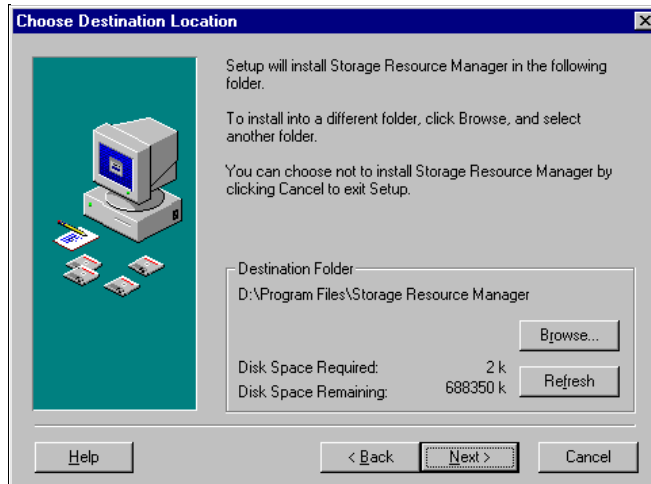 Choose Destination Location
Setup will install Storage Resource Manager in the following
folder.
To install into a different folder, click Browse, and select
another folder.
You can choose not to install Storage Resource Manager by
clicking Cancel to exit Setup.
Destination Folder
D:\Program Files\Storage Resource Manager
Browse...
Disk Space Required: 2 k
Disk Space Remaining: 688350 k
Refresh
Help
< Back
Next >
Cancel